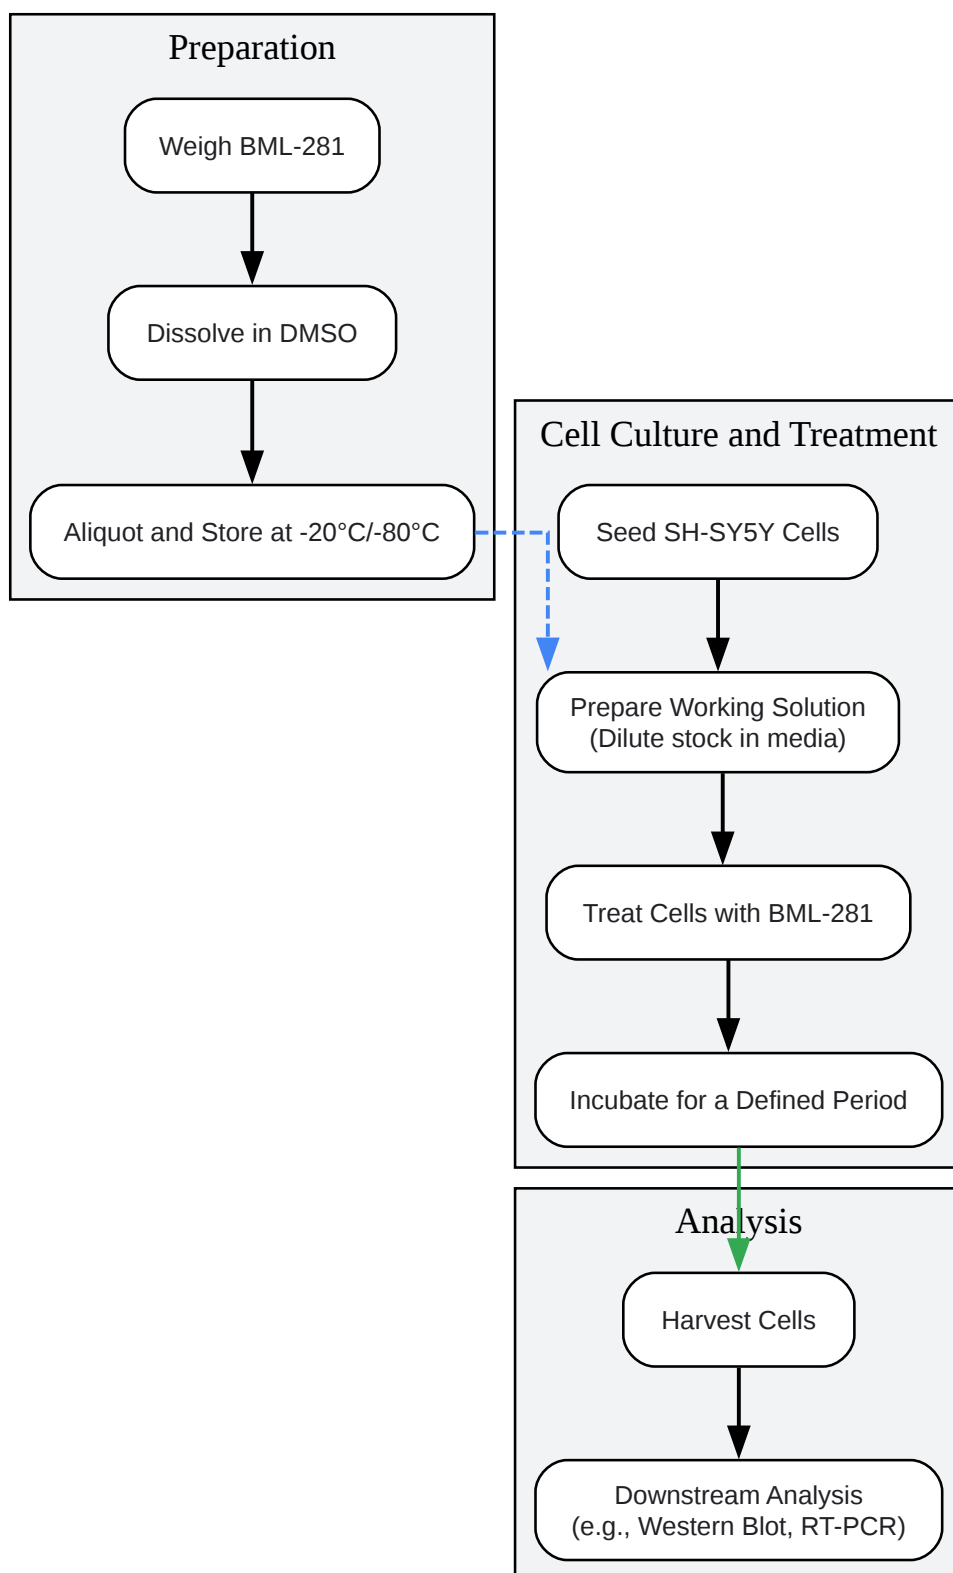 Preparation
Weigh BML-281
Dissolve in DMSO
Aliquot and Store at -20°C/-80°C
Cell Culture and Treatment
Seed SH-SY5Y Cells
Prepare Working Solution
(Dilute stock in media)
Treat Cells with BML-281
Incubate for a Defined Period
Analysis
Harvest Cells
Downstream Analysis
(e.g., Western Blot, RT-PCR)